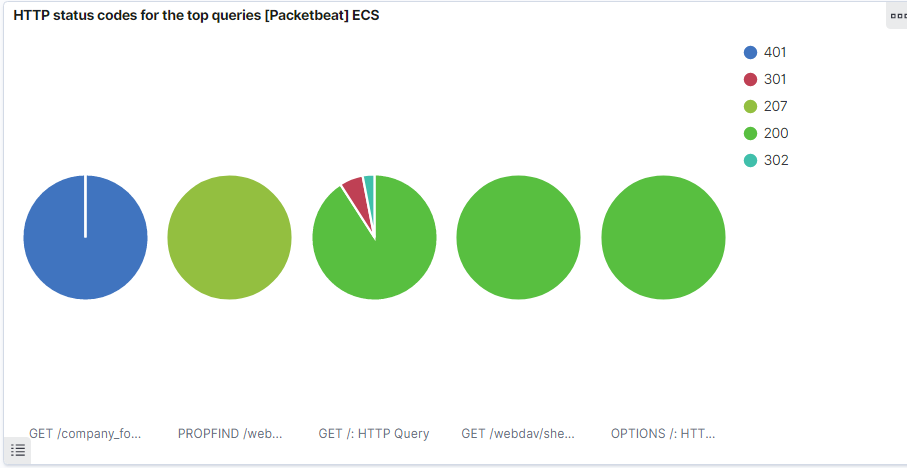 HTTP status codes for the top queries [Packetbeat] ECS
401
301
207
200
302
GET /company_fo...
PROPFIND /web...
GET /: HTTP Query
GET /webdav/she...
OPTIONS /: HTT...